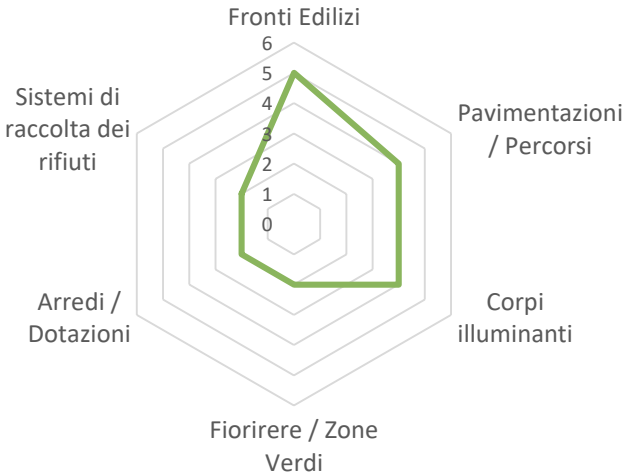 Fronti Edilizi
6
5
4
3
2
1
0
Pavimentazioni
/ Percorsi
Corpi
illuminanti
Fiorirere / Zone
Verdi
Arredi /
Dotazioni
Sistemi di
raccolta dei
rifiuti